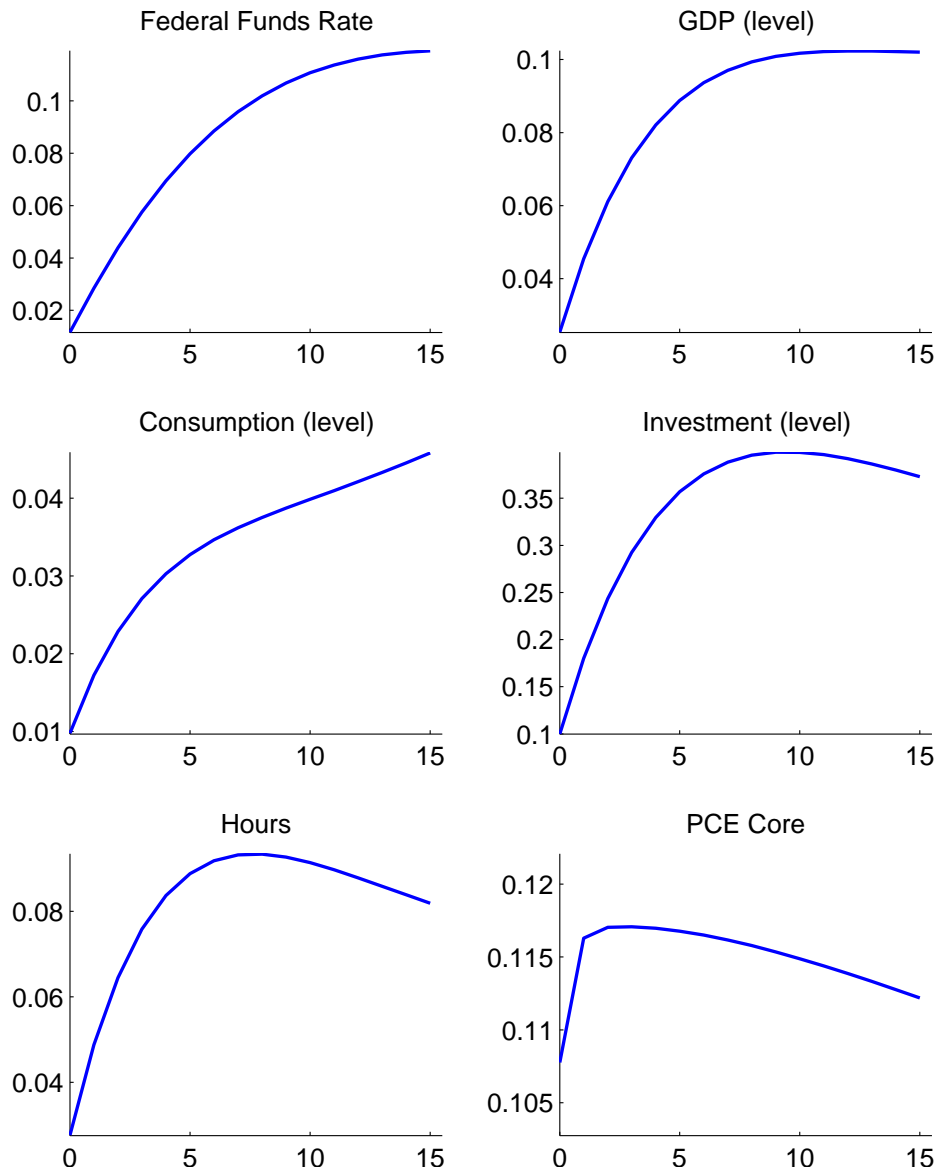 Federal Funds Rate
0.1
0.08
0.06
0.04
0.02
0 5 10 15
GDP (level)
0.1
0.08
0.06
0.04
0 5 10 15
Consumption (level)
0.04
0.03
0.02
0.01
0 5 10 15
Investment (level)
0.35
0.3
0.25
0.2
0.15
0.1
0 5 10 15
Hours
0.08
0.06
0.04
0 5 10 15
PCE Core
0.12
0.115
0.11
0.105
0 5 10 15